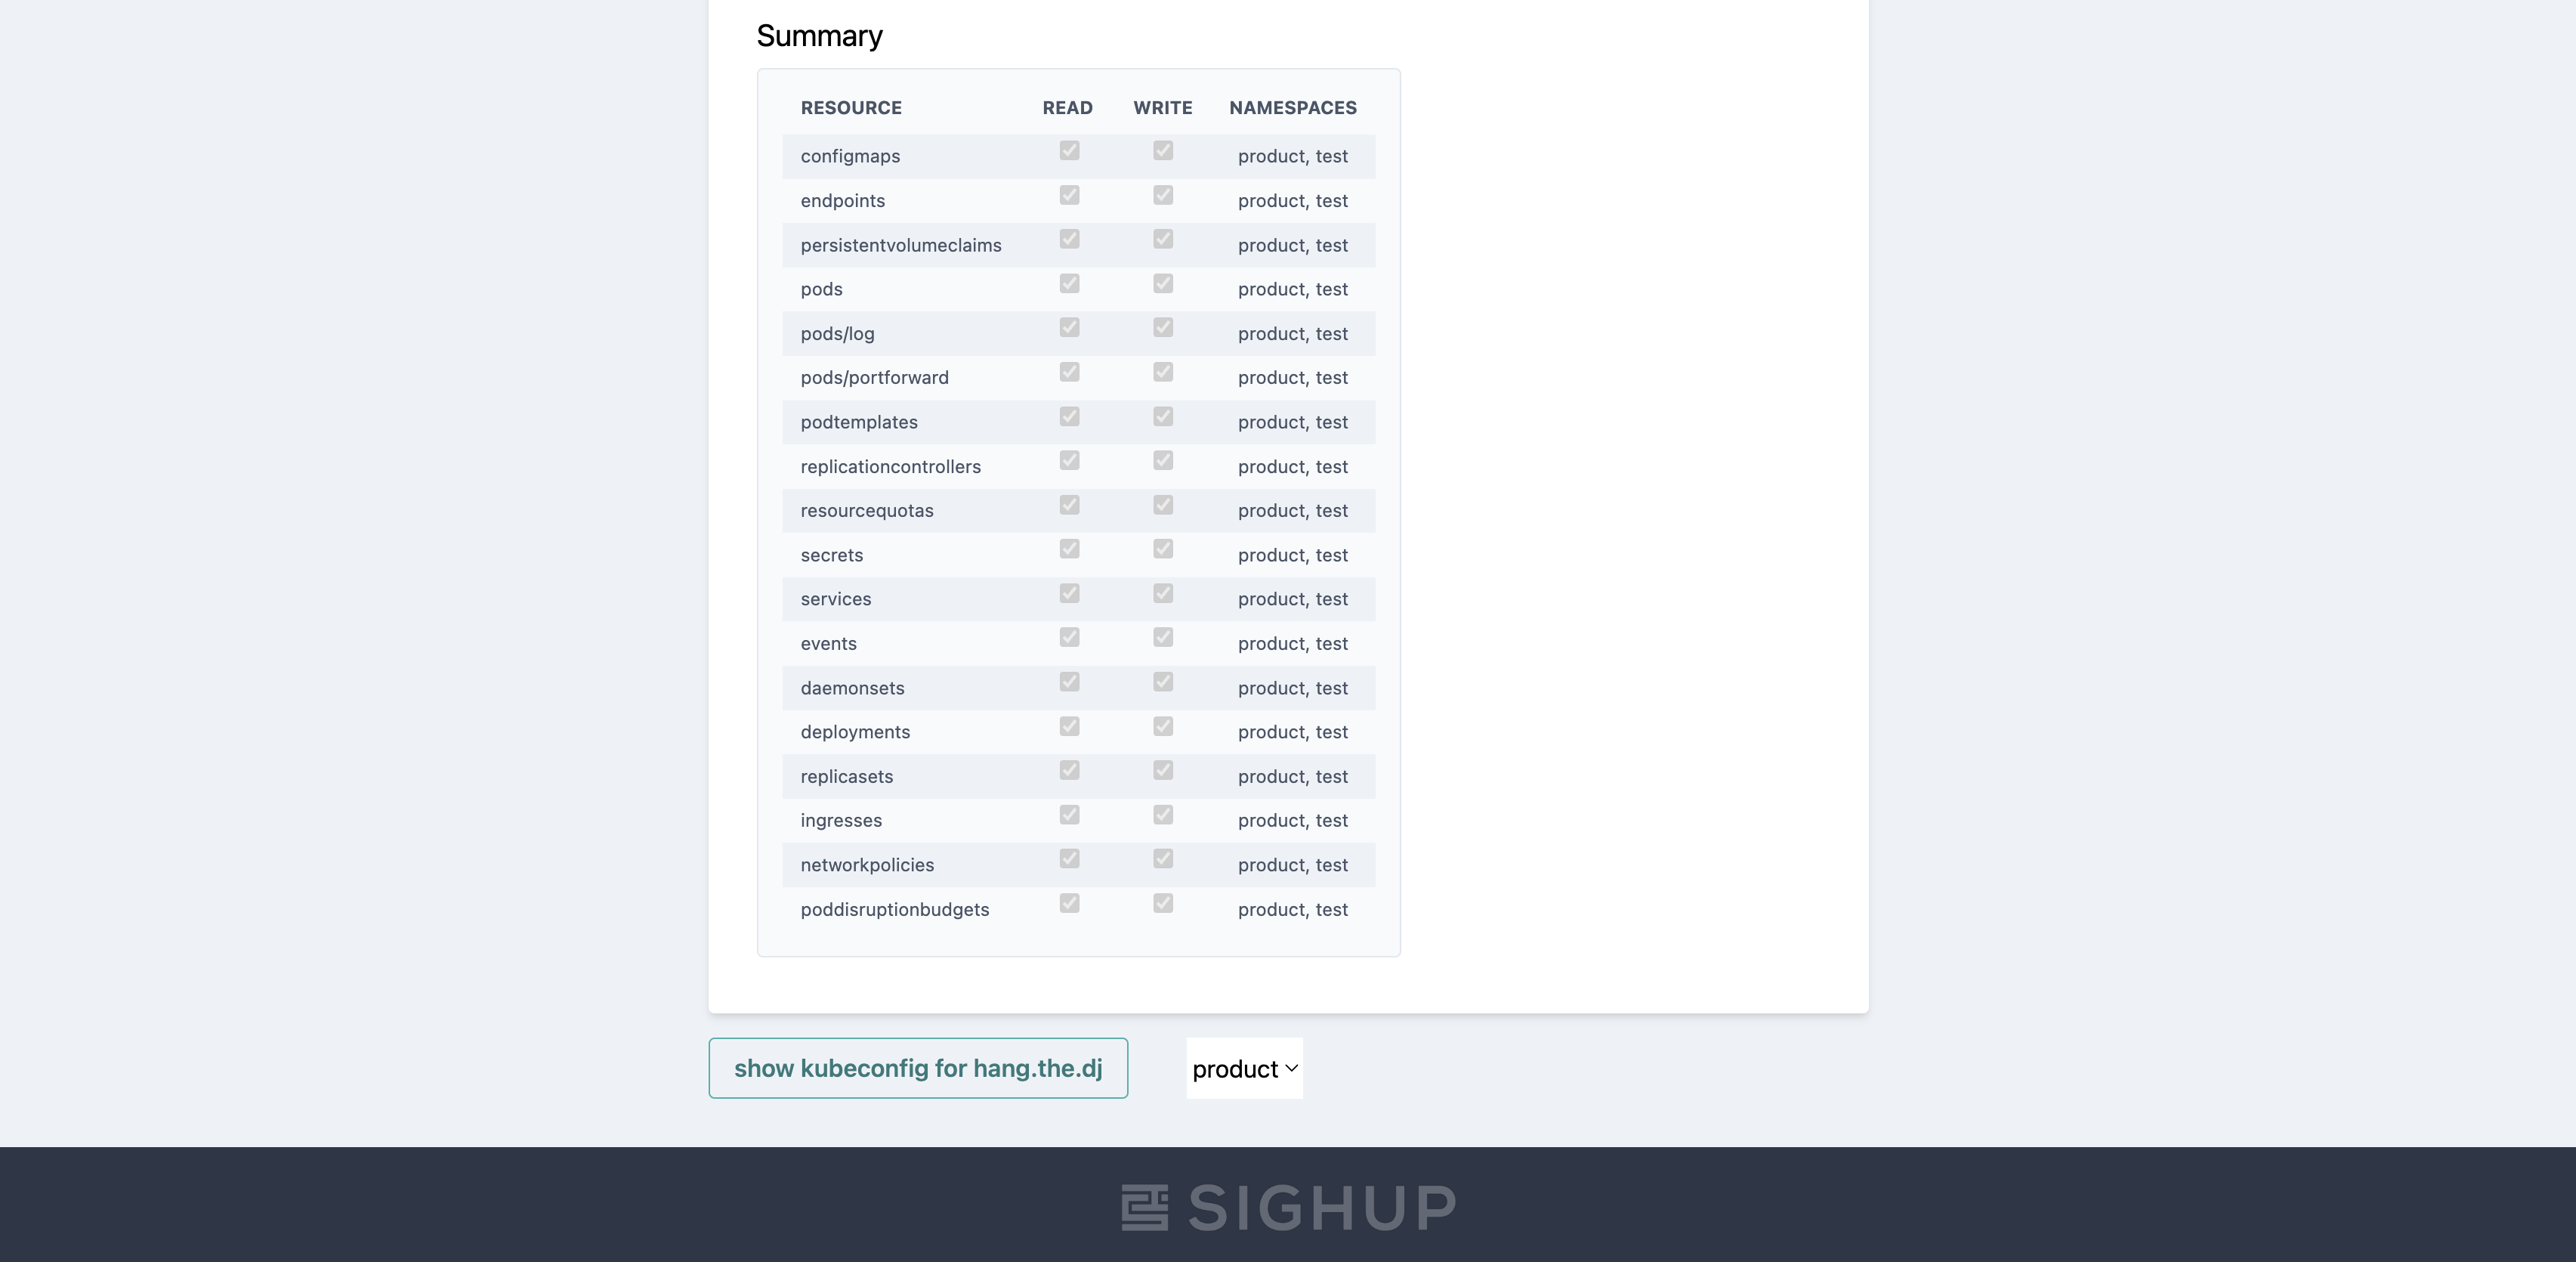 Summary
RESOURCE READ WRITE NAMESPACES
configmaps product, test
endpoints product, test
persistentvolumeclaims product, test
pods product, test
pods/log product, test
pods/portforward product, test
podtemplates product, test
replicationcontrollers product, test
resourcequotas product, test
secrets product, test
services product, test
events product, test
daemonsets product, test
deployments product, test
replicasets product, test
ingresses product, test
networkpolicies product, test
poddisruptionbudgets product, test
show kubeconfig for hang.the.dj product
SIGHUP